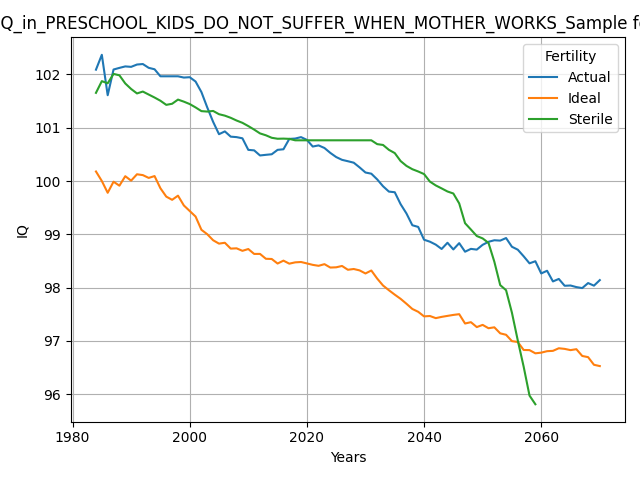 Q_in_PRESCHOOL_KIDS_DO_NOT_SUFFER_WHEN_MOTHER_WORKS_Sample fo
Fertility
Actual
Ideal
Sterile
102
101
100
99
98
97
96
IQ
1980
2000
2020
2040
2060
Years